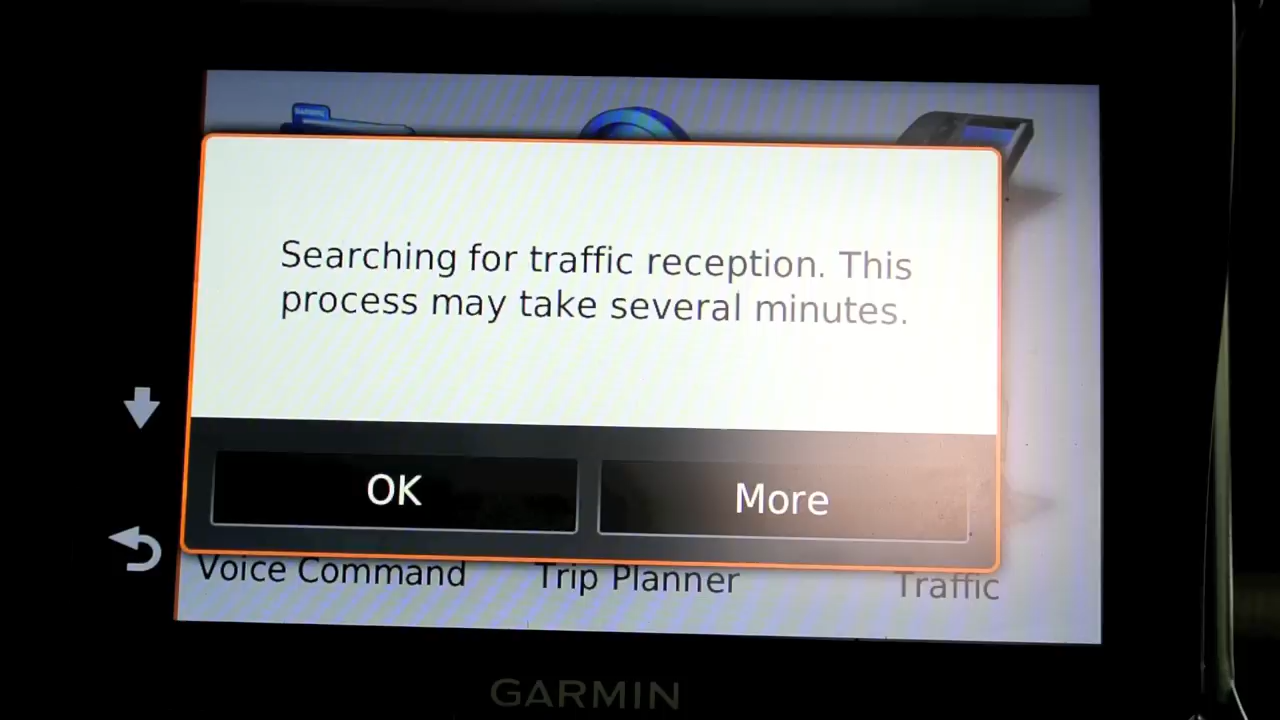 Searching for traffic reception. This
process may take several minutes.
OK
More
Voice Command
Trip Planner
Traffic
GARMIN